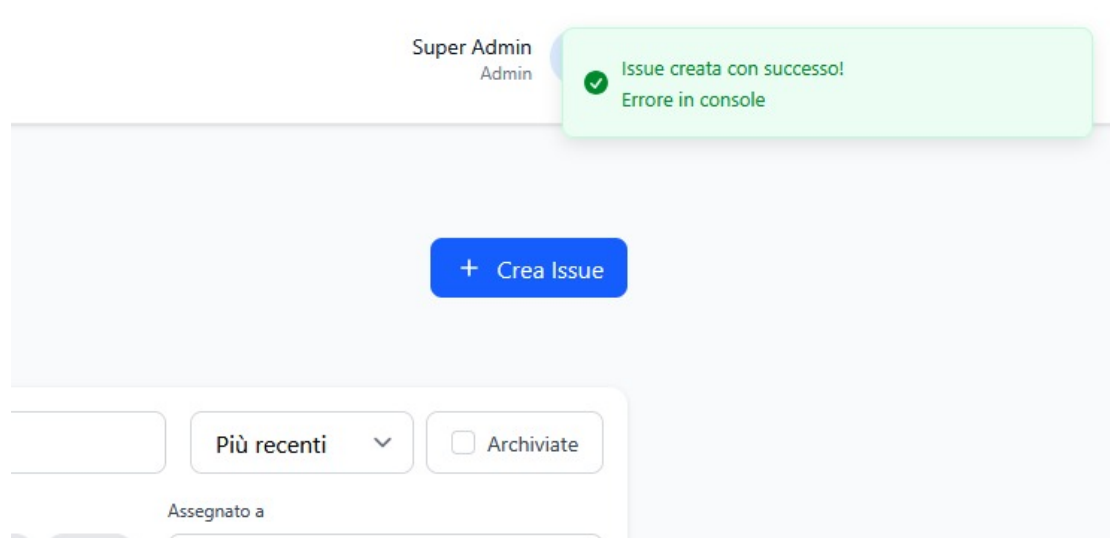 Super Admin
Admin
Issue creata con successo!
Errore in console
+ Crea Issue
Più recenti
Archiviate
Assegnato a